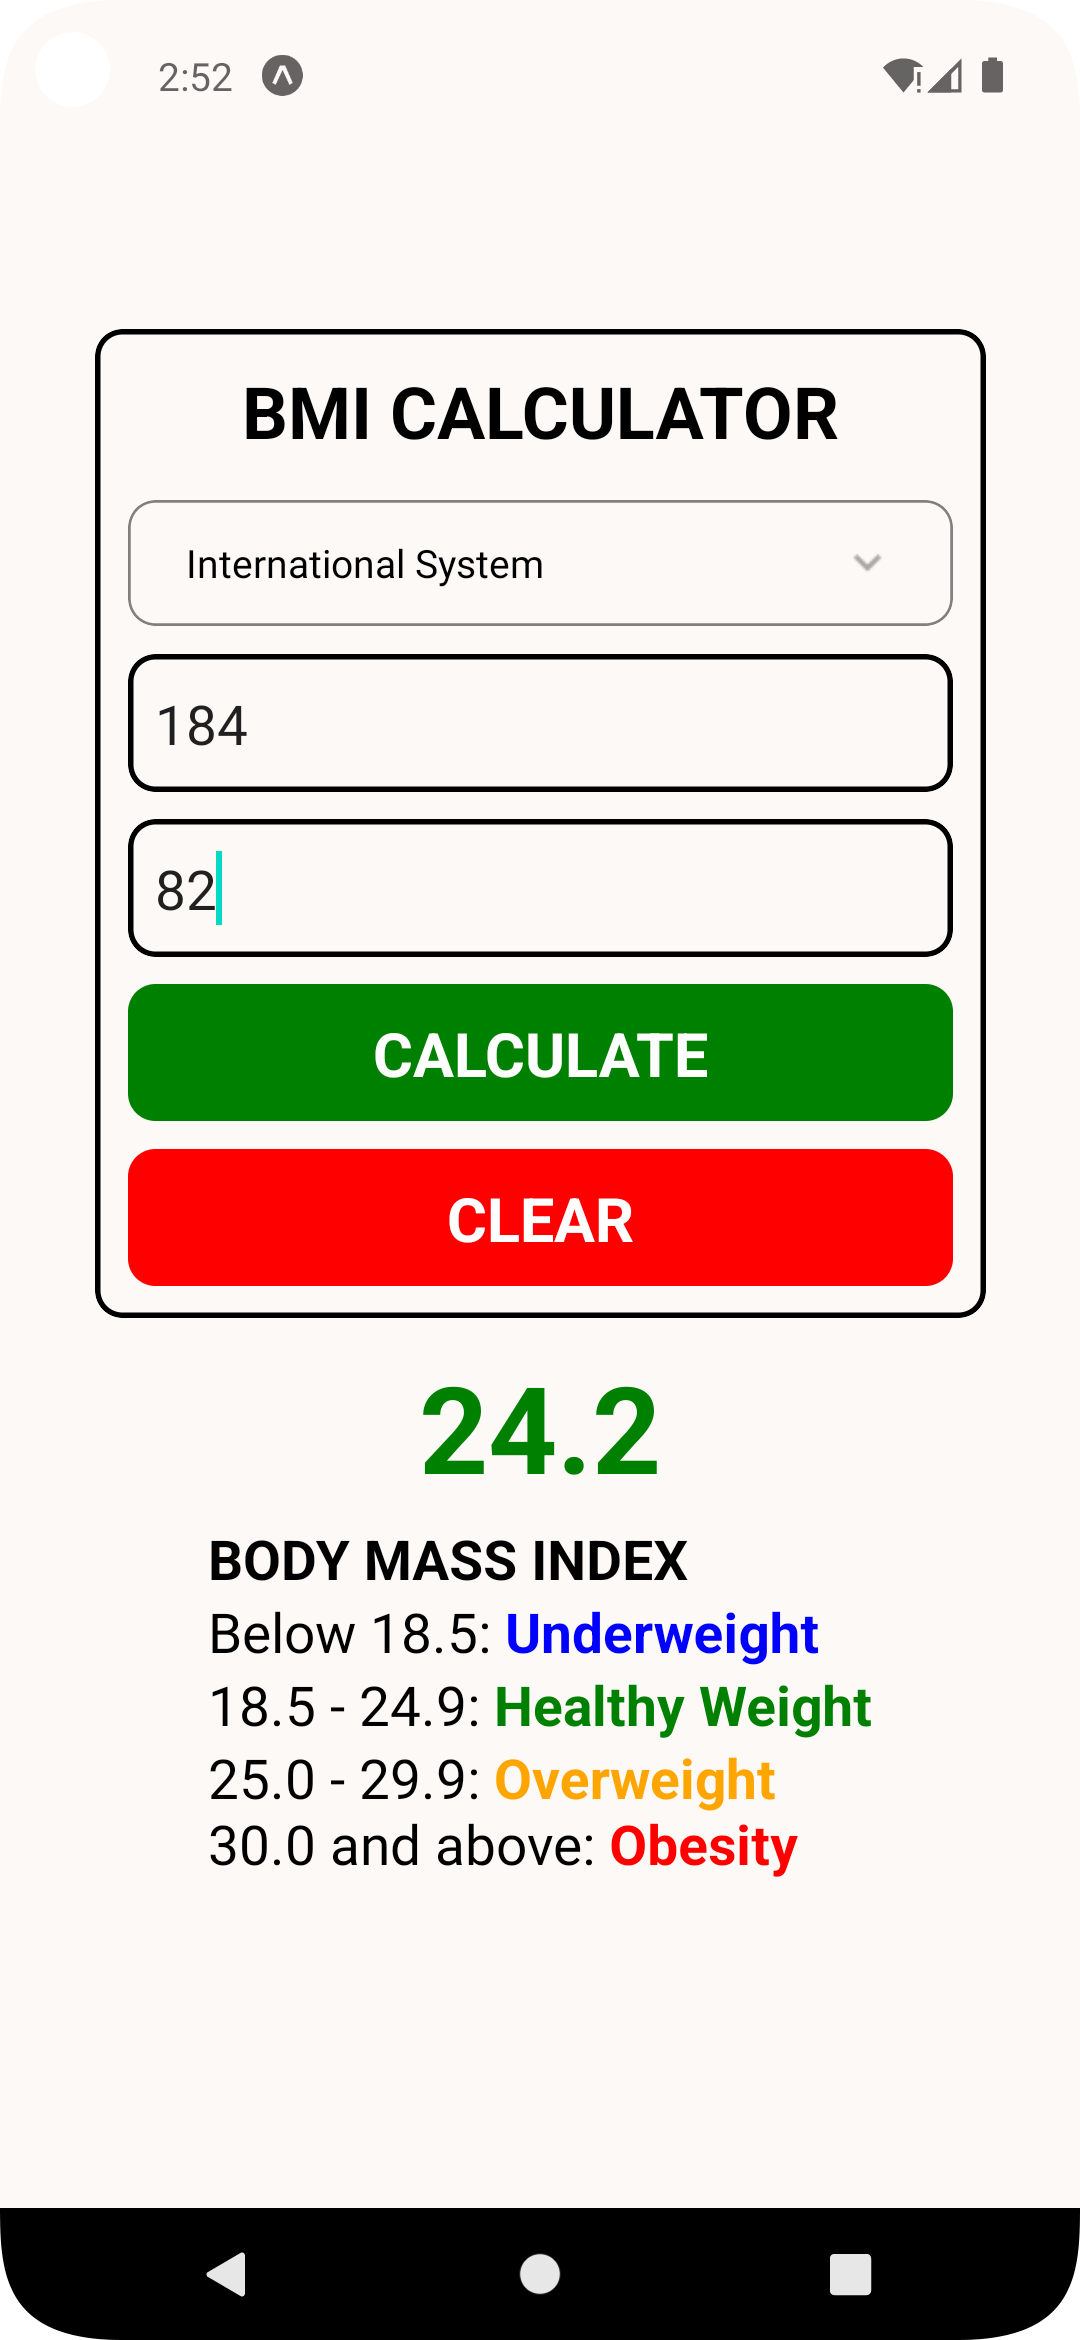 2:52
BMI CALCULATOR
International System
184
82
CALCULATE
CLEAR
24.2
BODY MASS INDEX
Below 18.5: Underweight
18.5 - 24.9: Healthy Weight
25.0 - 29.9: Overweight
30.0 and above: Obesity